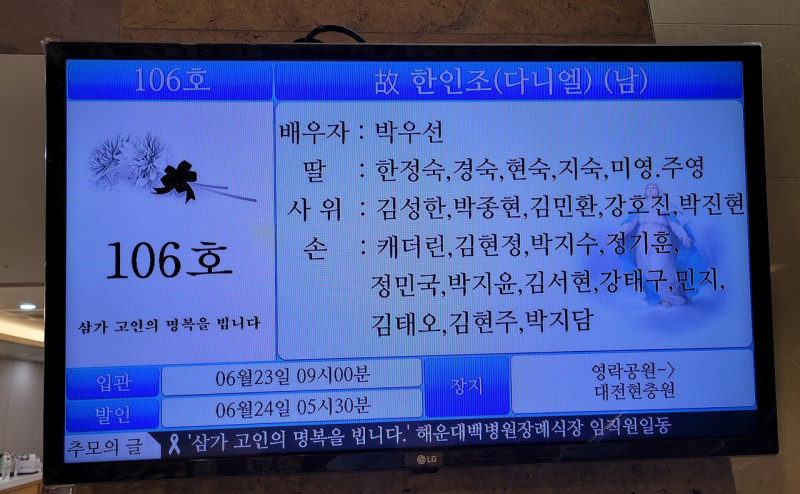 106호
故 한인조(다니엘) (남)
106호
삼가 고인의 명복을 빕니다
배우자 : 박우선
딸 : 한정숙,경숙,현숙,지숙,미영.주영
사위 : 김성한,박종현,김민환,강호진,박진현
손 : 캐더린,김현정,박지수,정기훈,
정민국,박지윤,김서현,강태구,민지,
김태오,김현주,박지담
입관 06월23일 09시00분
발인 06월24일 05시30분
장지 영락공원->
대전현충원
추모의 글 '삼가 고인의 명복을 빕니다.' 해운대백병원장례식장 임직원일동
LG